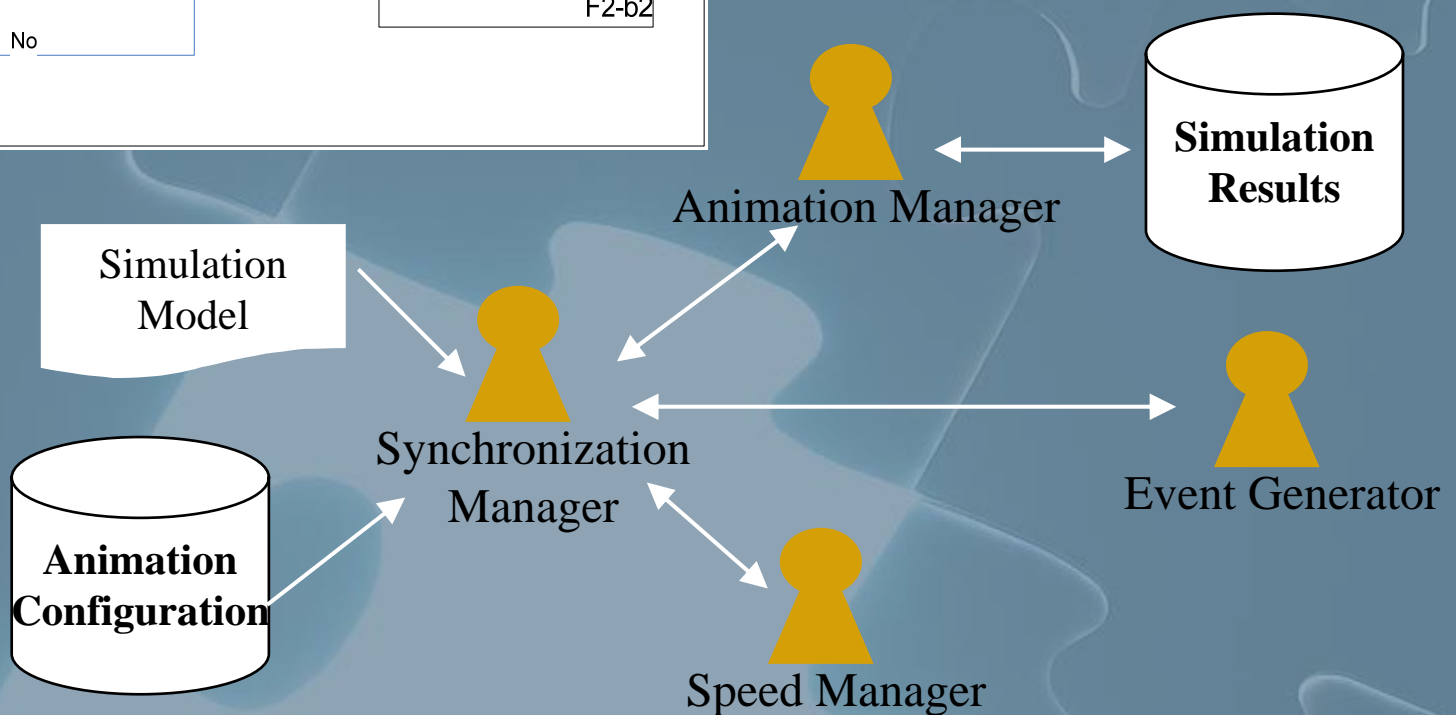 F2-b2
No
Simulation
Results
Animation Manager
Simulation
Model
Synchronization
Manager
Event Generator
Animation
Configuration
Speed Manager